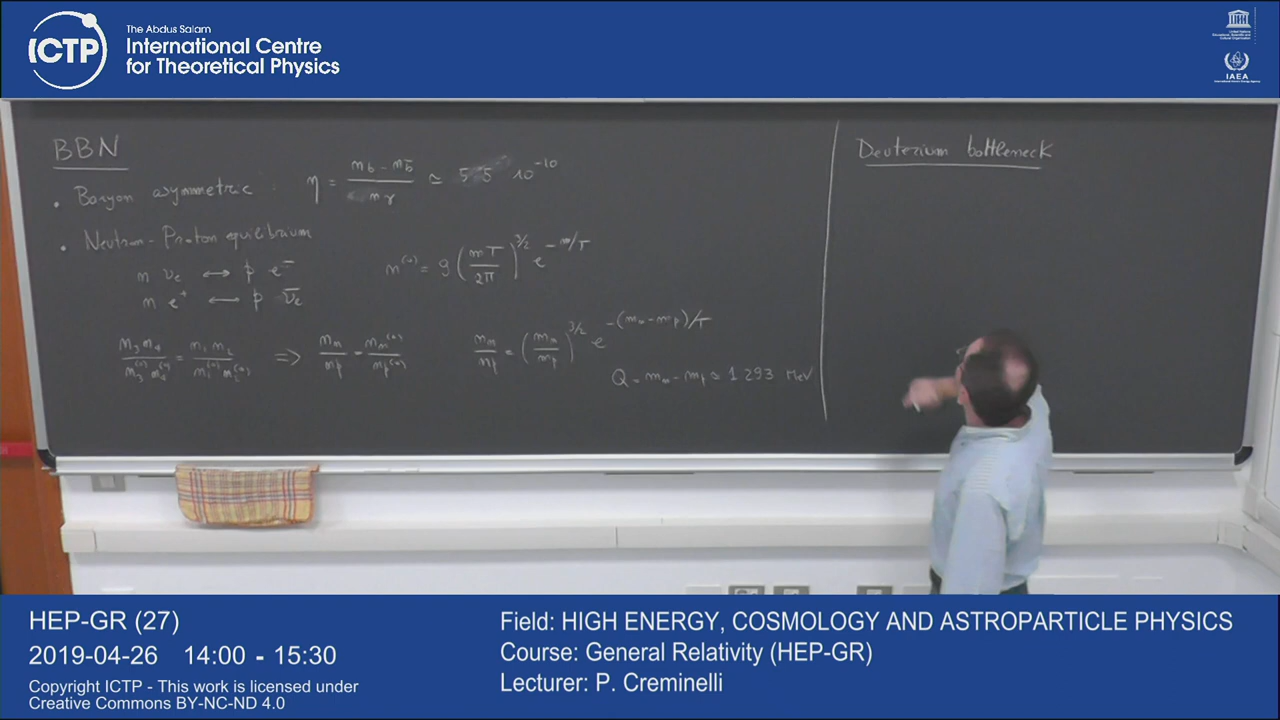 The Abdus Salam
ICTP
International Centre
for Theoretical Physics
IAEA
BBN
• Baryon asymmetric : η = (n_b − n_b̄) / n_γ ≃ 5.5 10^{-10}
• Neutron-Proton equilibrium
n ν_e ↔ p e^−
n e^+ ↔ p ν̄_e
n^{(0)} = g (mT / 2π)^{3/2} e^{−m/T}
n_3 n_4 / n_3^{(0)} n_4^{(0)} = n_1 n_2 / n_1^{(0)} n_2^{(0)} ⇒ n_n / n_p = n_n^{(0)} / n_p^{(0)}
n_n / n_p = (m_n / m_p)^{3/2} e^{−(m_n − m_p)/T}
Q = m_n − m_p ≃ 1.293 MeV
Deuterium bottleneck
HEP-GR (27)
2019-04-26 14:00 - 15:30
Copyright ICTP - This work is licensed under
Creative Commons BY-NC-ND 4.0
Field: HIGH ENERGY, COSMOLOGY AND ASTROPARTICLE PHYSICS
Course: General Relativity (HEP-GR)
Lecturer: P. Creminelli